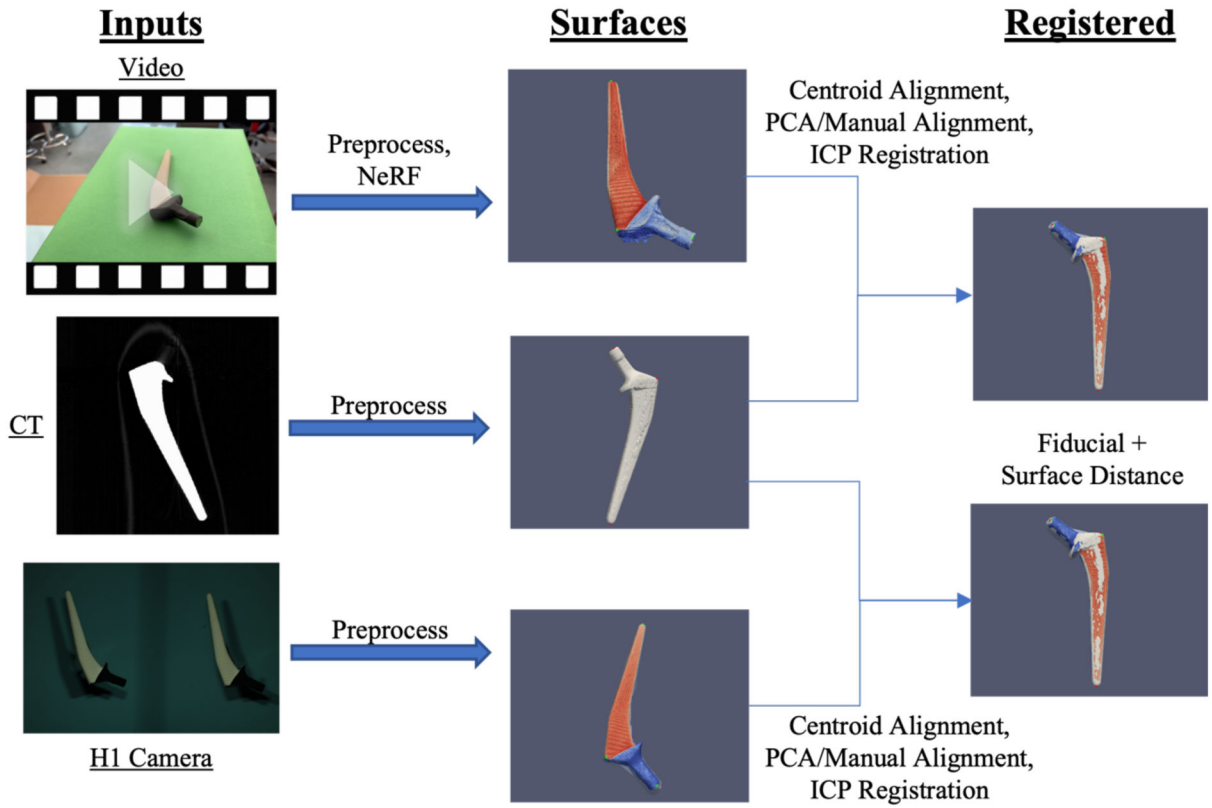 Inputs
Surfaces
Registered
Video
Preprocess,
NeRF
Centroid Alignment,
PCA/Manual Alignment,
ICP Registration
CT
Preprocess
Fiducial +
Surface Distance
Preprocess
H1 Camera
Centroid Alignment,
PCA/Manual Alignment,
ICP Registration